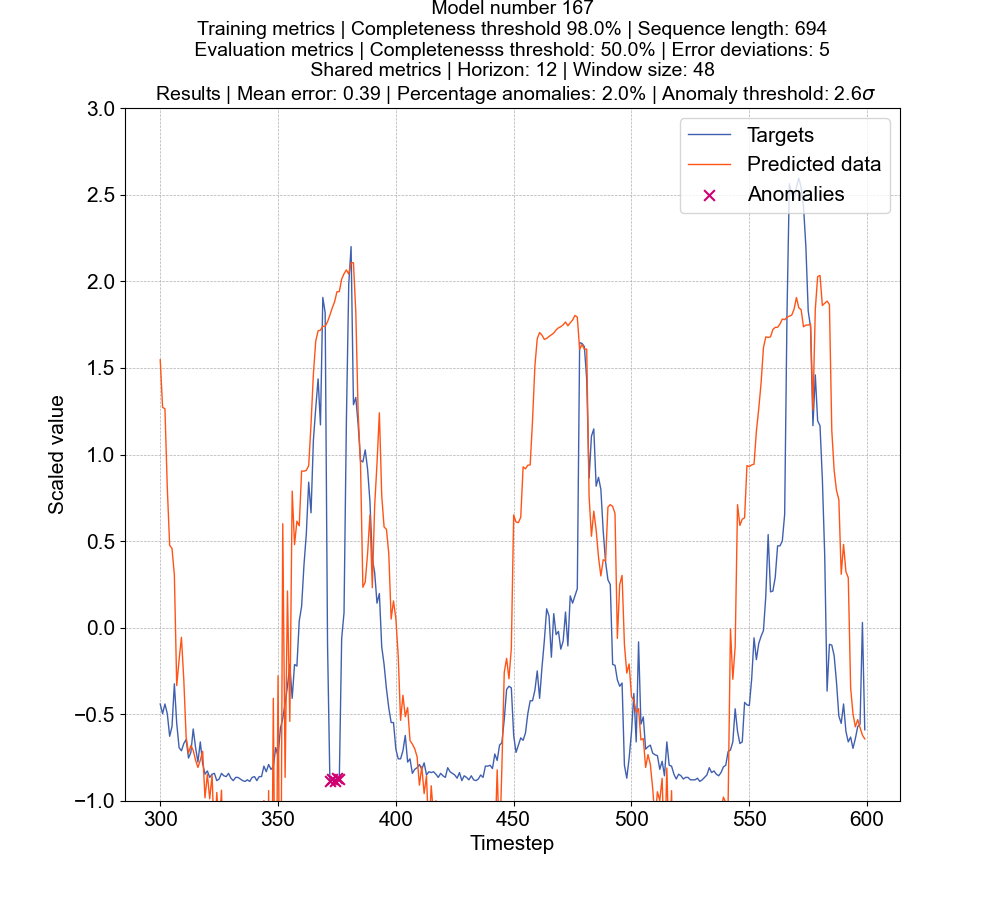 Model number 167
Training metrics | Completeness threshold 98.0% | Sequence length: 694
Evaluation metrics | Completenesss threshold: 50.0% | Error deviations: 5
Shared metrics | Horizon: 12 | Window size: 48
Results | Mean error: 0.39 | Percentage anomalies: 2.0% | Anomaly threshold: 2.6σ
Targets
Predicted data
Anomalies
Scaled value
3.0
2.5
2.0
1.5
1.0
0.5
0.0
−0.5
−1.0
300 350 400 450 500 550 600
Timestep